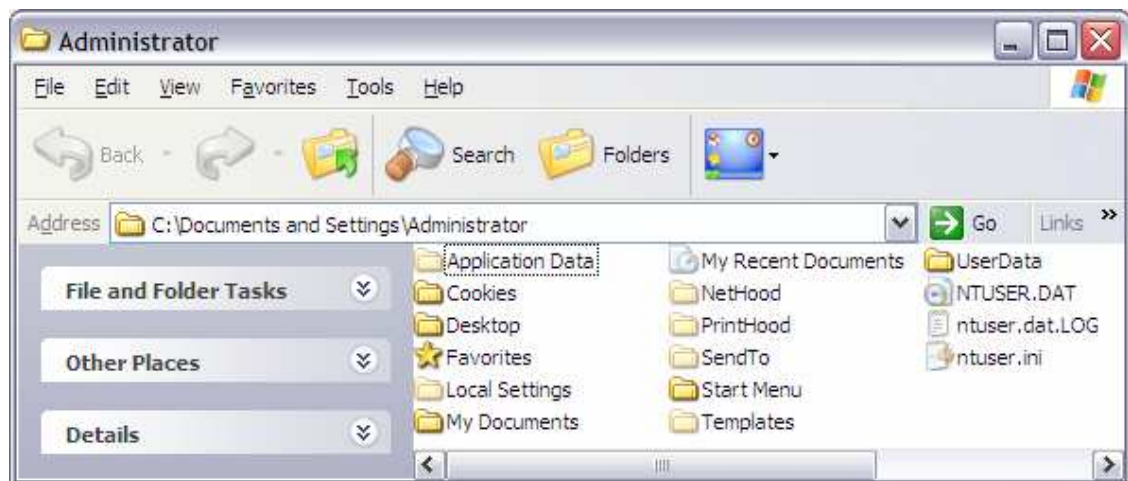 Administrator
File Edit View Favorites Tools Help
Back Search Folders
Address C:\Documents and Settings\Administrator Go Links »
File and Folder Tasks
Other Places
Details
Application Data
Cookies
Desktop
Favorites
Local Settings
My Documents
My Recent Documents
NetHood
PrintHood
SendTo
Start Menu
Templates
UserData
NTUSER.DAT
ntuser.dat.LOG
ntuser.ini